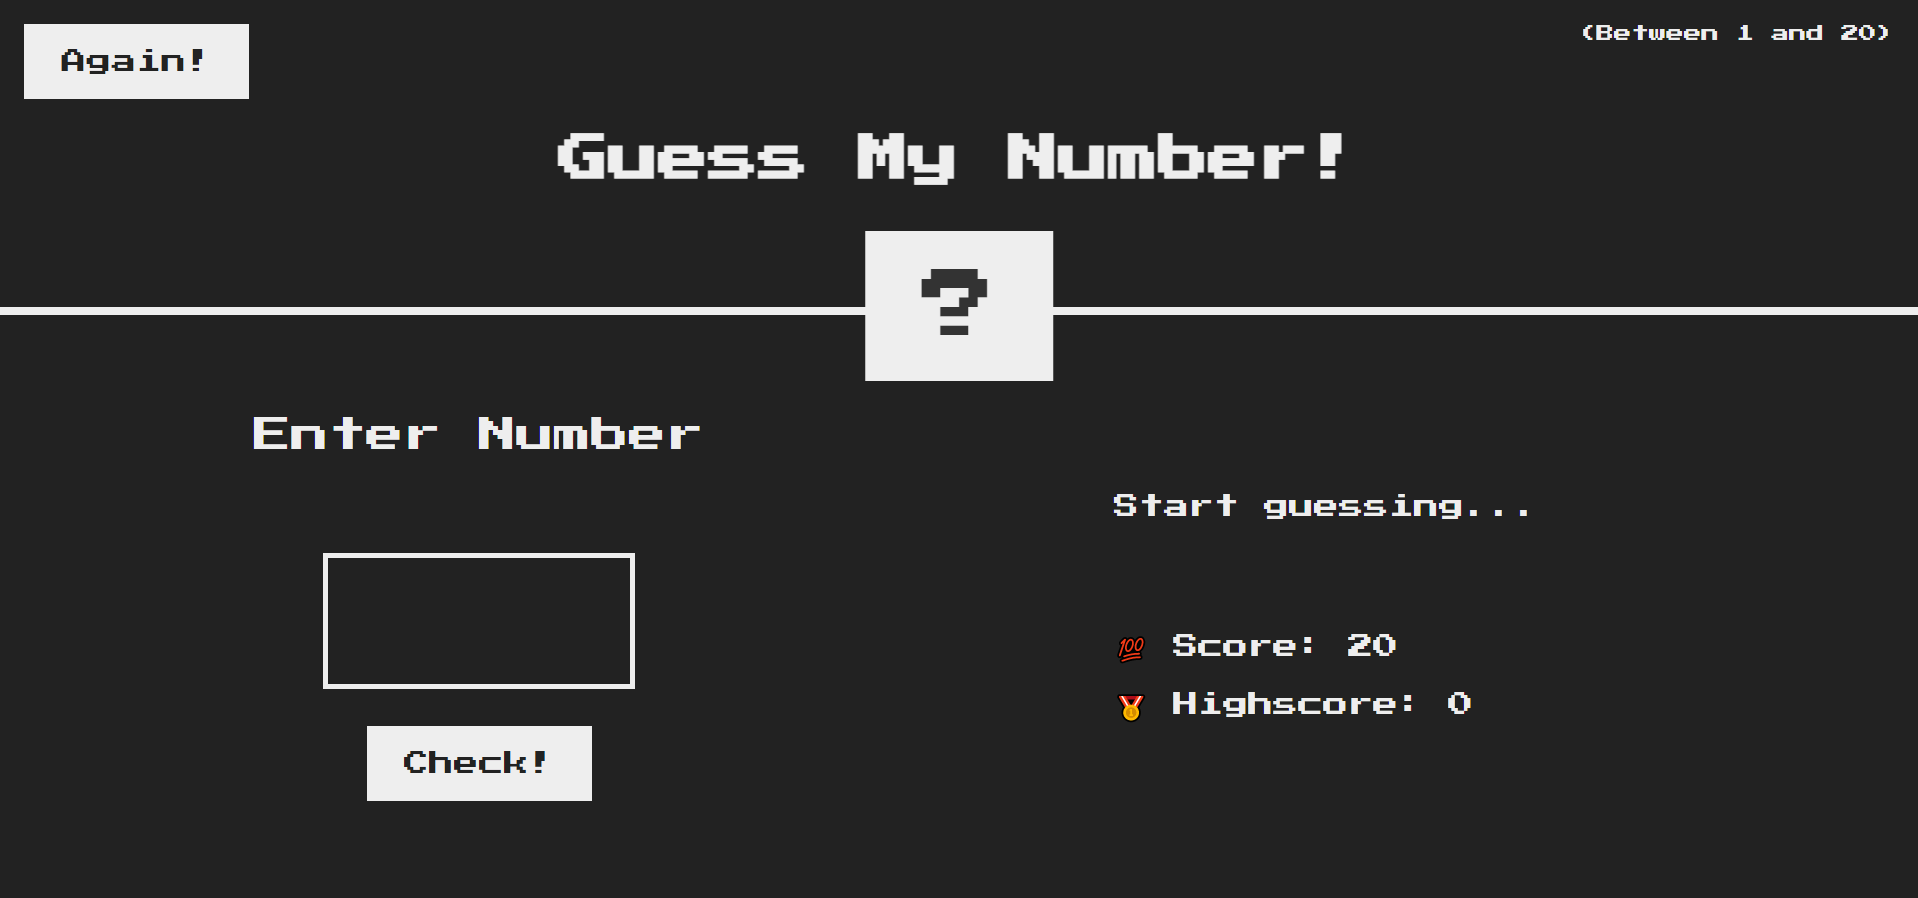 Again!
(Between 1 and 20)
Guess My Number!
?
Enter Number
Check!
Start guessing...
💯 Score: 20
🥇 Highscore: 0